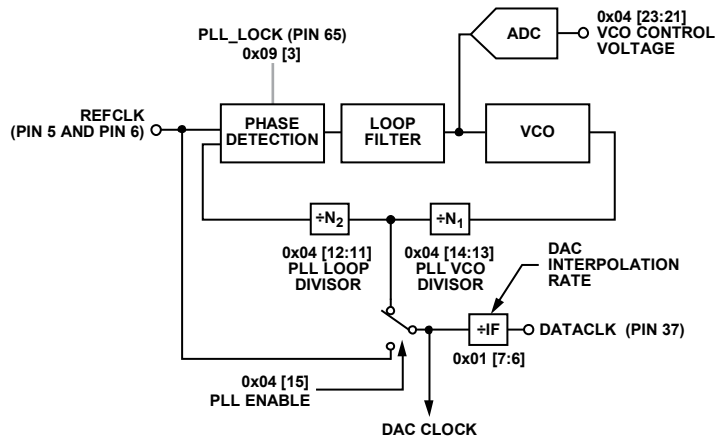 PLL_LOCK (PIN 65)
0x09 [3]
ADC
0x04 [23:21]
VCO CONTROL
VOLTAGE
REFCLK
(PIN 5 AND PIN 6)
PHASE
DETECTION
LOOP
FILTER
VCO
÷N₂
÷N₁
0x04 [12:11]
PLL LOOP
DIVISOR
0x04 [14:13]
PLL VCO
DIVISOR
DAC
INTERPOLATION
RATE
÷IF
DATACLK (PIN 37)
0x01 [7:6]
0x04 [15]
PLL ENABLE
DAC CLOCK